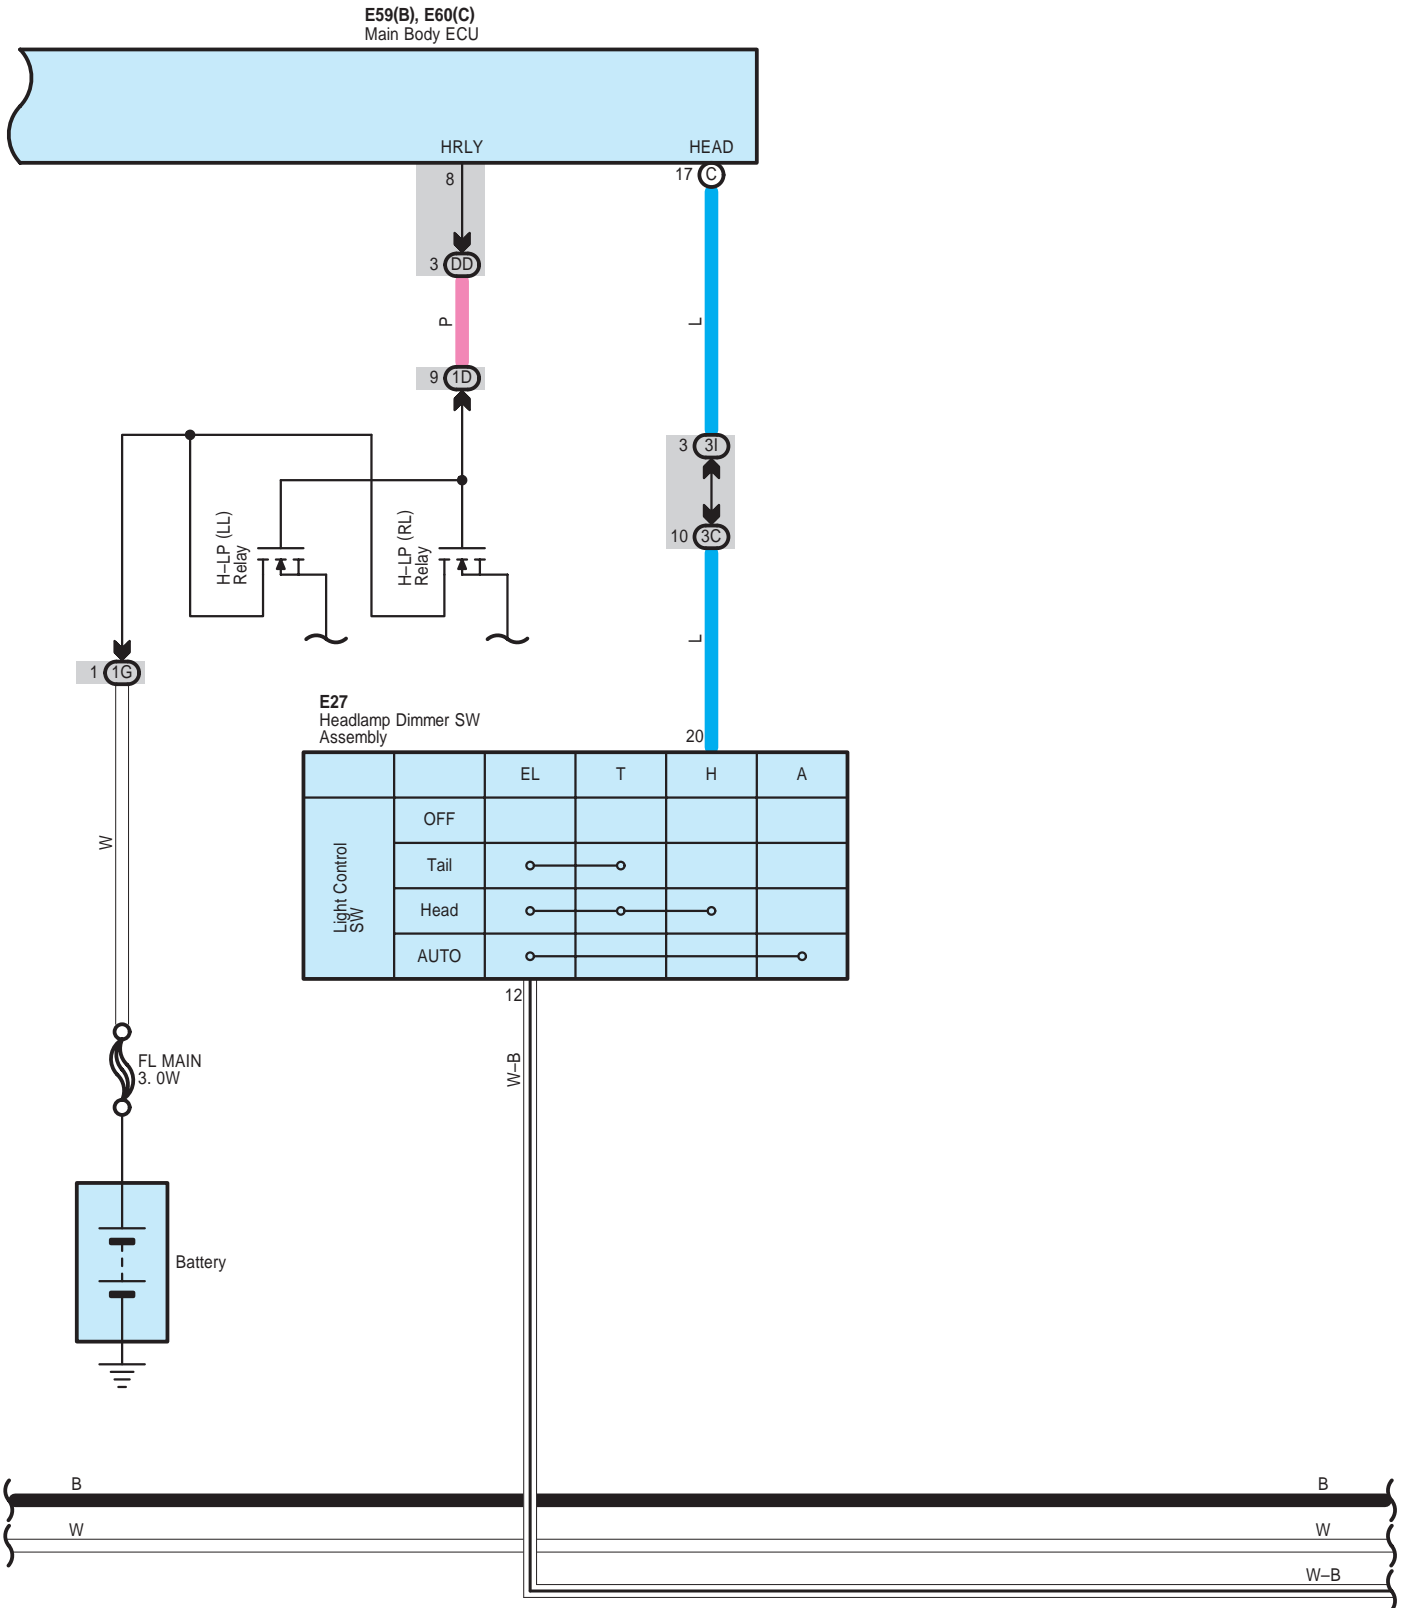 E59(B), E60(C)
Main Body ECU
HRLY
HEAD
8
17 C
3 DD
P
L
9 1D
3 3I
H–LP (LL)
Relay
H–LP (RL)
Relay
10 3C
L
1 1G
E27
Headlamp Dimmer SW
Assembly
20
EL T H A
OFF
Light Control
SW
Tail
Head
AUTO
W
12
W–B
FL MAIN
3. 0W
Battery
B B
W W
W–B